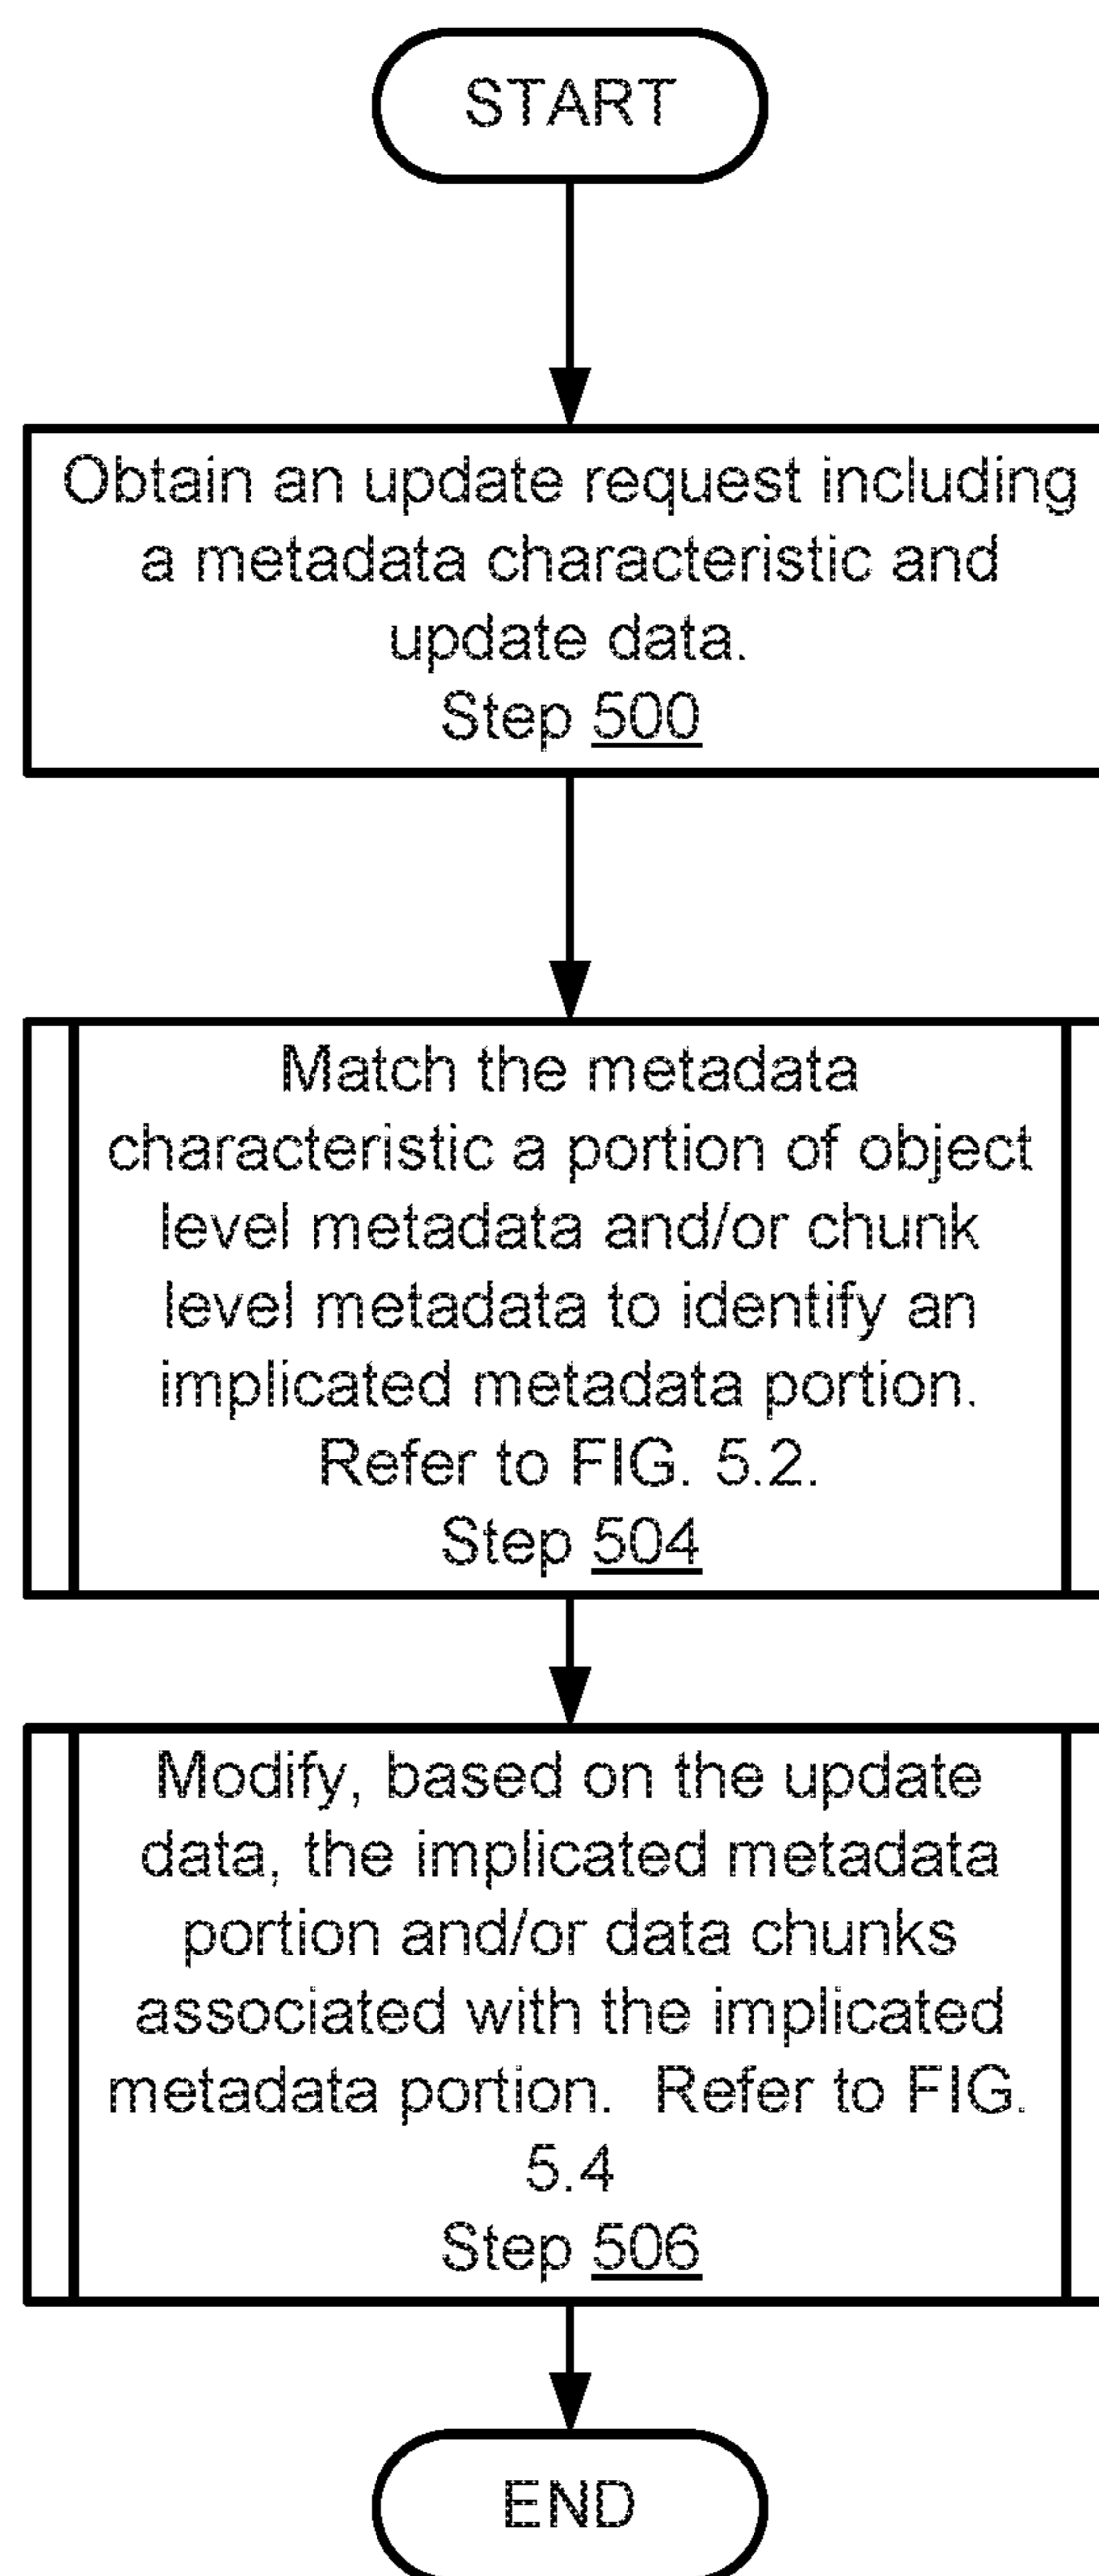 START
Obtain an update request including
a metadata characteristic and
update data.
Step 500
Match the metadata
characteristic a portion of object
level metadata and/or chunk
level metadata to identify an
implicated metadata portion.
Refer to FIG. 5.2.
Step 504
Modify, based on the update
data, the implicated metadata
portion and/or data chunks
associated with the implicated
metadata portion.  Refer to FIG.
5.4
Step 506
END